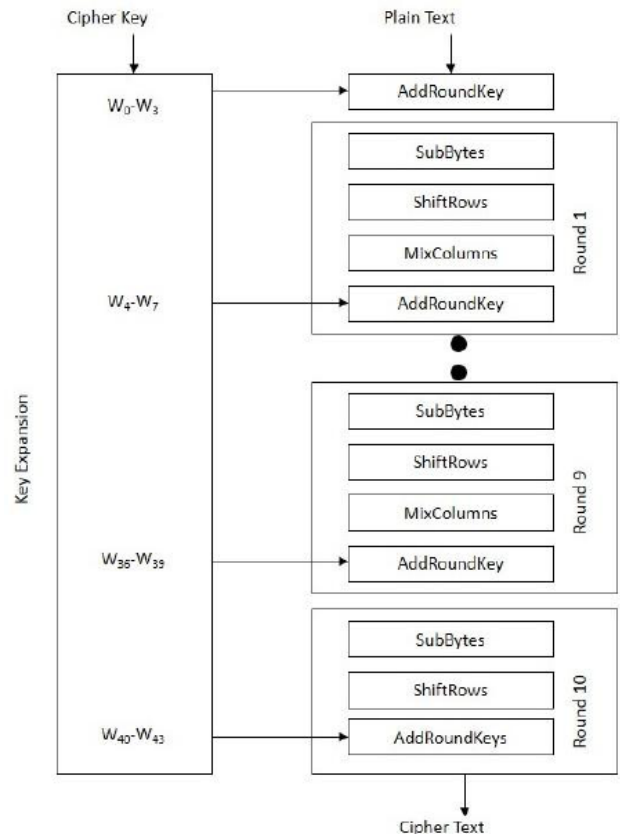 Cipher Key
Plain Text
W₀-W₃
AddRoundKey
SubBytes
ShiftRows
MixColumns
W₄-W₇
AddRoundKey
Round 1
Key Expansion
SubBytes
ShiftRows
MixColumns
W₃₆-W₃₉
AddRoundKey
Round 9
SubBytes
ShiftRows
W₄₀-W₄₃
AddRoundKeys
Round 10
Cipher Text